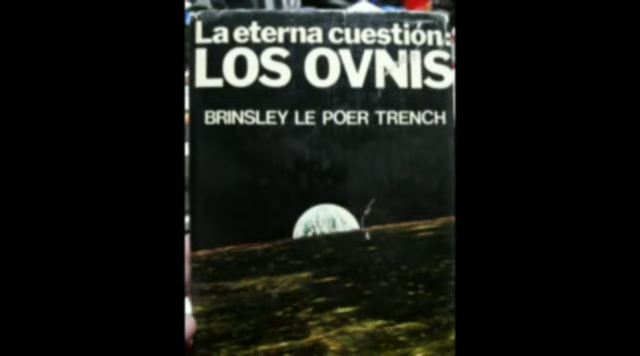 La eterna cuestión:
LOS OVNIS
BRINSLEY LE POER TRENCH